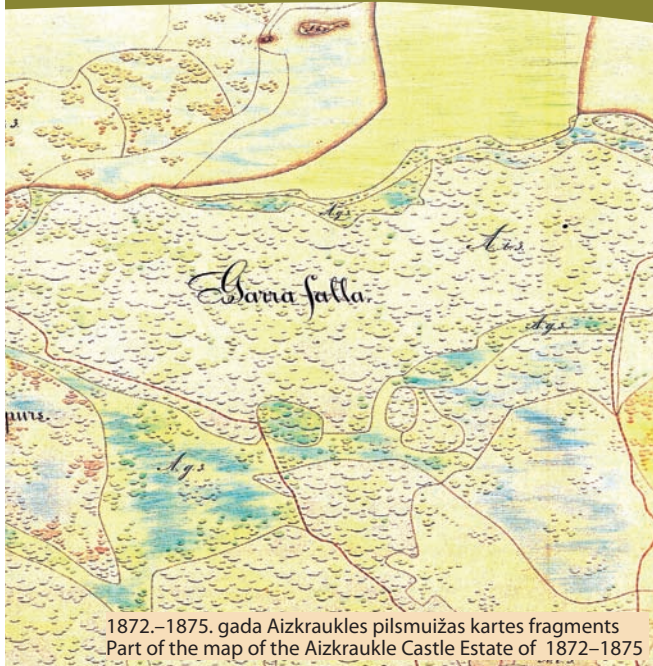 A.g.s.
A.i.s.
Garra salla.
A.g.s.
purs.
A.g.s.
1872.–1875. gada Aizkraukles pilsmuižas kartes fragments
Part of the map of the Aizkraukle Castle Estate of 1872–1875